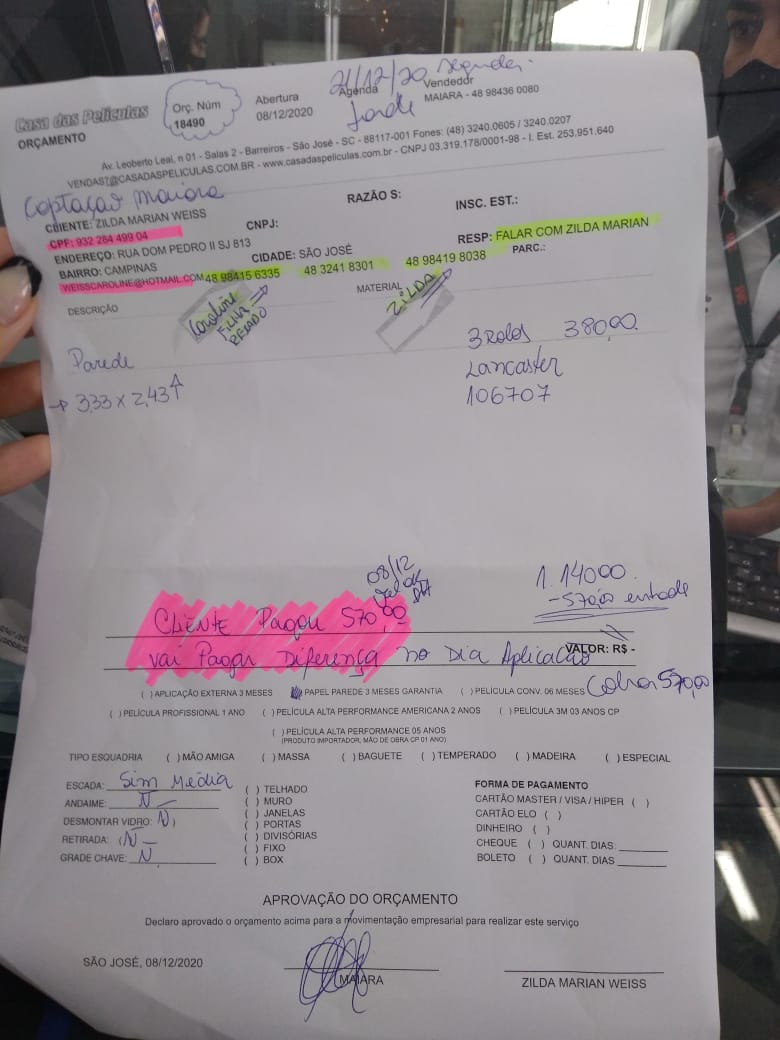 Casa das Películas
ORÇAMENTO
Orç. Núm
18490
Abertura
08/12/2020
21/12/20 segunda.
Agenda
tarde
Vendedor
MAIARA - 48 98436 0080
Av. Leoberto Leal, n 01 - Salas 2 - Barreiros - São José - SC - 88117-001 Fones: (48) 3240.0605 / 3240.0207
VENDAST@CASADASPELICULAS.COM.BR - www.casadaspeliculas.com.br - CNPJ 03.319.178/0001-98 - I. Est. 253.951.640
Captação Maiara
CLIENTE: ZILDA MARIAN WEISS
CNPJ:
RAZÃO S:
INSC. EST.:
CPF: 932 284 499 04
ENDEREÇO: RUA DOM PEDRO II SJ 813
CIDADE: SÃO JOSÉ
RESP: FALAR COM ZILDA MARIAN
BAIRRO: CAMPINAS
PARC.:
WEISSCAROLINE@HOTMAIL.COM 48 98415 6335 48 3241 8301 48 98419 8038
DESCRIÇÃO
Caroline
Filha
MATERIAL
ZILDA
Parede
→ 3,33 x 2,43 ↑
3 Rolos 380,00.
Lancaster
106707
08/12
1.140,00.
- 570,00 entrada
Cliente Pagou 570,00
Vai Pagar Diferença no Dia Aplicação
VALOR: R$ -
Cobrar 570,00
( ) APLICAÇÃO EXTERNA 3 MESES ( ) PAPEL PAREDE 3 MESES GARANTIA ( ) PELÍCULA CONV. 06 MESES
( ) PELÍCULA PROFISSIONAL 1 ANO ( ) PELÍCULA ALTA PERFORMANCE AMERICANA 2 ANOS ( ) PELÍCULA 3M 03 ANOS CP
( ) PELÍCULA ALTA PERFORMANCE 05 ANOS
(PRODUTO IMPORTADOR, MÃO DE OBRA CP 01 ANO)
TIPO ESQUADRIA ( ) MÃO AMIGA ( ) MASSA ( ) BAGUETE ( ) TEMPERADO ( ) MADEIRA ( ) ESPECIAL
ESCADA: Sim Média
ANDAIME: N
DESMONTAR VIDRO: N
RETIRADA: N
GRADE CHAVE: N
( ) TELHADO
( ) MURO
( ) JANELAS
( ) PORTAS
( ) DIVISÓRIAS
( ) FIXO
( ) BOX
FORMA DE PAGAMENTO
CARTÃO MASTER / VISA / HIPER ( )
CARTÃO ELO ( )
DINHEIRO ( )
CHEQUE ( ) QUANT. DIAS:
BOLETO ( ) QUANT. DIAS
APROVAÇÃO DO ORÇAMENTO
Declaro aprovado o orçamento acima para a movimentação empresarial para realizar este serviço
SÃO JOSÉ, 08/12/2020
MAIARA
ZILDA MARIAN WEISS